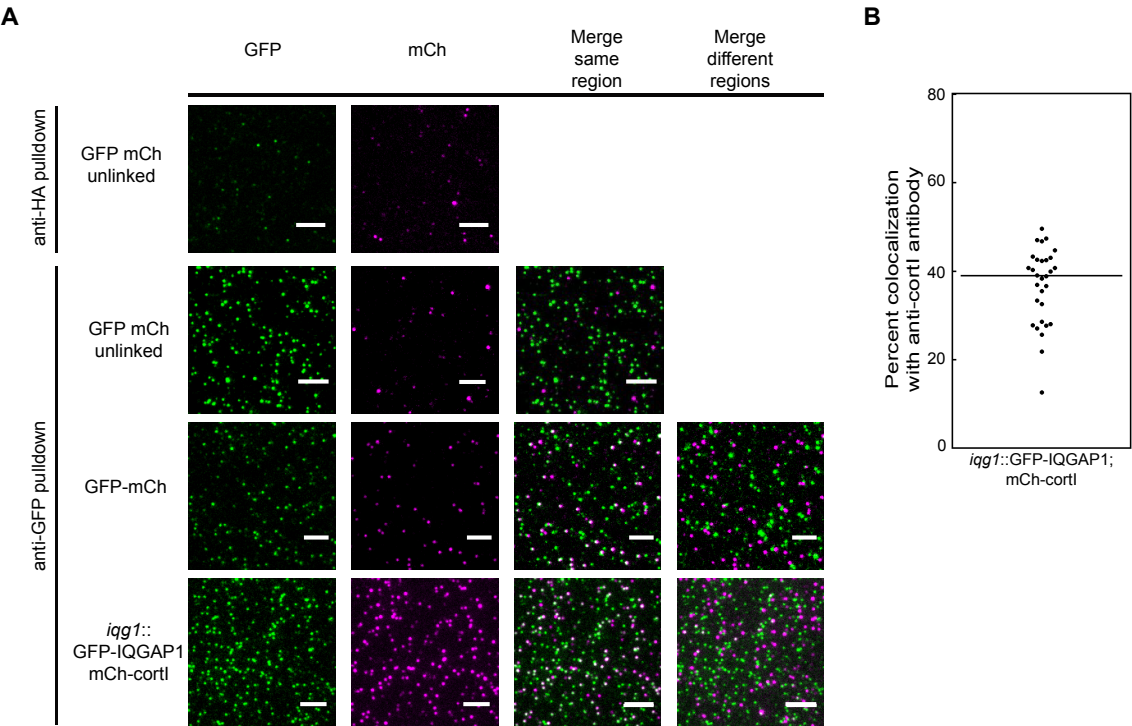 A
GFP
mCh
Merge
same
region
Merge
different
regions
anti-HA pulldown
GFP mCh
unlinked
anti-GFP pulldown
GFP mCh
unlinked
GFP-mCh
iqg1::
GFP-IQGAP1
mCh-cortI
B
Percent colocalization
with anti-cortI antibody
80
60
40
20
0
iqg1::GFP-IQGAP1;
mCh-cortI